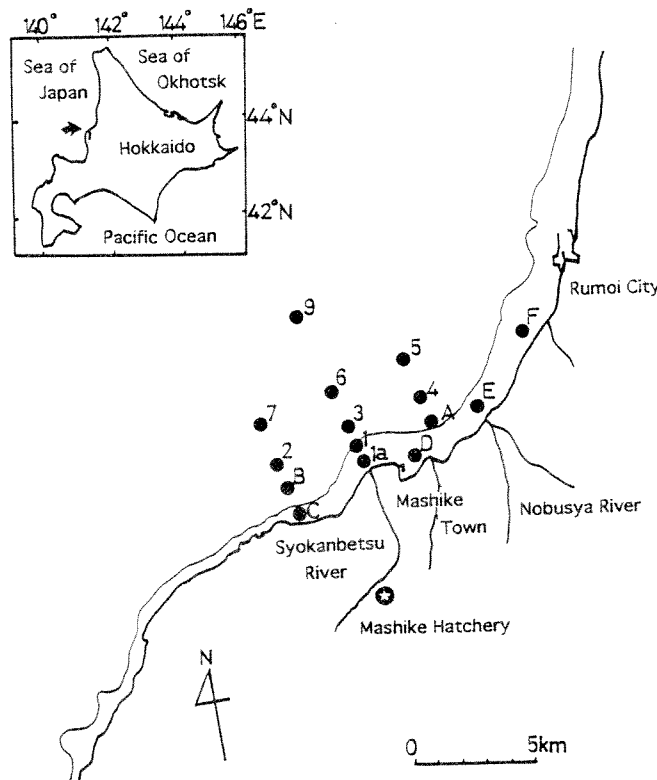 140° 142° 144° 146°E
Sea of
Japan
Sea of
Okhotsk
44°N
Hokkaido
42°N
Pacific Ocean
Rumoi City
9
F
5
6
4
E
7
3
A
1
2
1a
D
B
Mashike
Town
C
Nobusya River
Syokanbetsu
River
Mashike Hatchery
N
0 5km